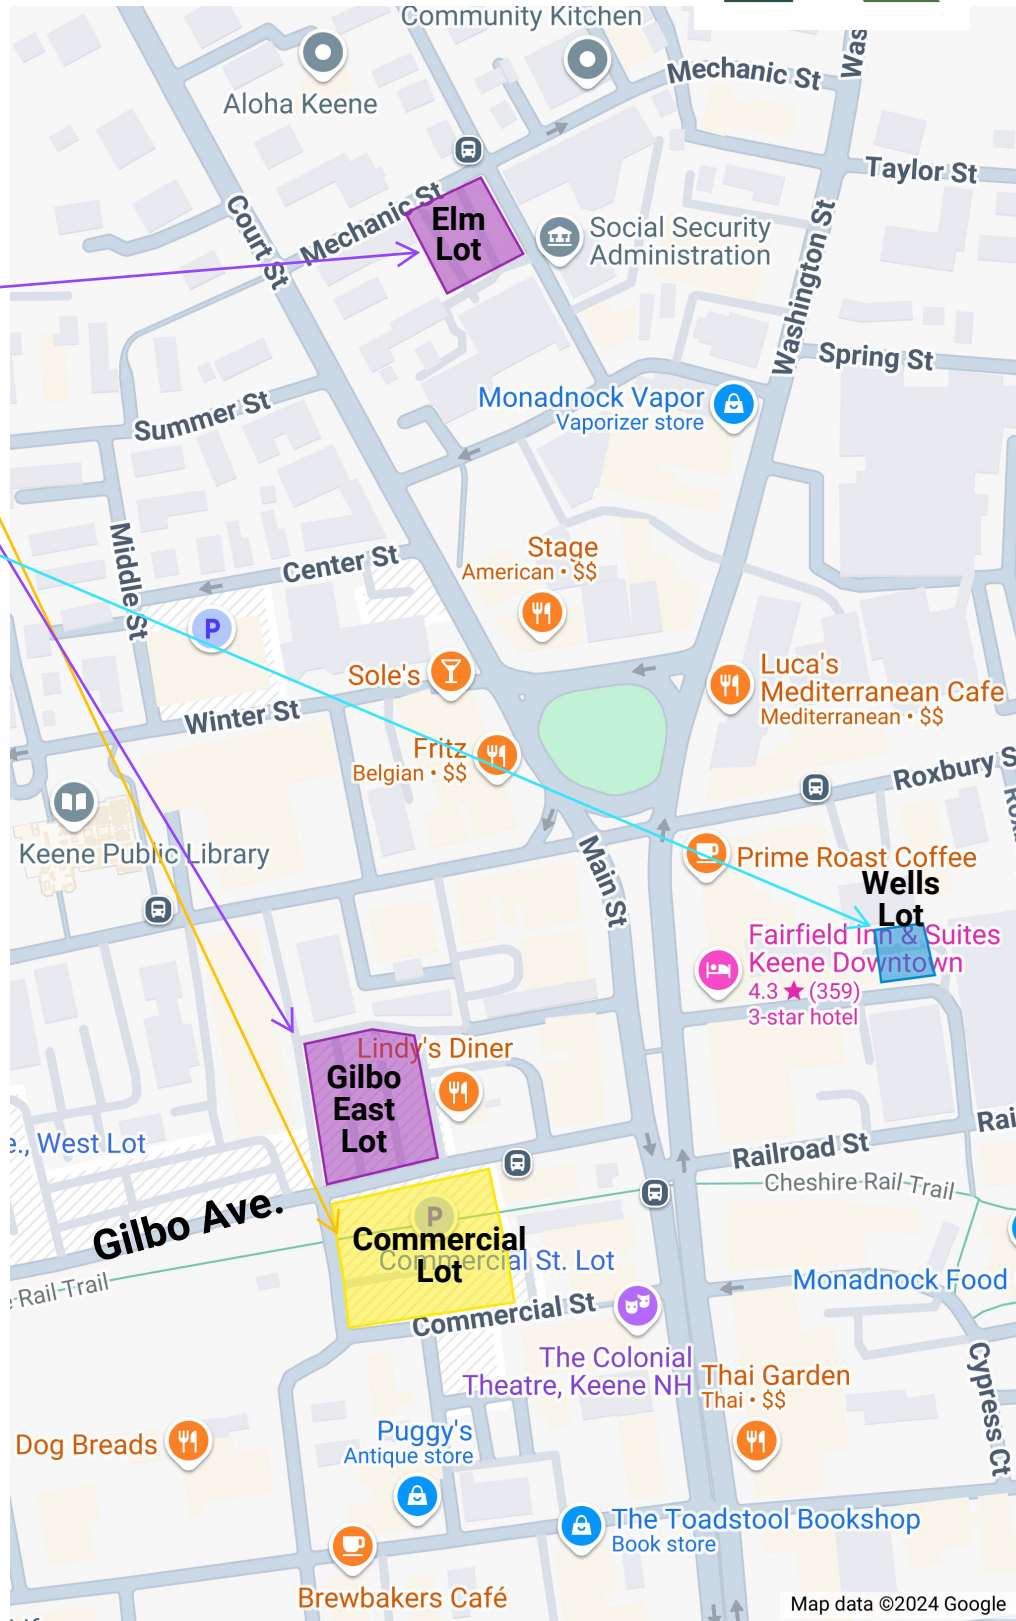 Community Kitchen
Mechanic St
Was
Aloha Keene
Taylor St
Mechanic St
Court St
Elm
Lot
Social Security
Administration
Washington St
Spring St
Monadnock Vapor
Vaporizer store
Summer St
Middle St
Center St
Stage
American • $$
P
Sole's
Luca's
Mediterranean Cafe
Mediterranean • $$
Winter St
Fritz
Belgian • $$
Roxbury S
Rox
Keene Public Library
Main St
Prime Roast Coffee
Wells
Lot
Fairfield Inn & Suites
Keene Downtown
4.3 ★ (359)
3-star hotel
Lindy's Diner
Gilbo
East
Lot
e., West Lot
Railroad St
Rai
Cheshire Rail Trail
Gilbo Ave.
P
Commercial
Lot
Commercial St. Lot
e Rail Trail
Monadnock Food
Commercial St
The Colonial
Theatre, Keene NH
Thai Garden
Thai • $$
Cypress Ct
Dog Breads
Puggy's
Antique store
The Toadstool Bookshop
Book store
Brewbakers Café
Map data ©2024 Google